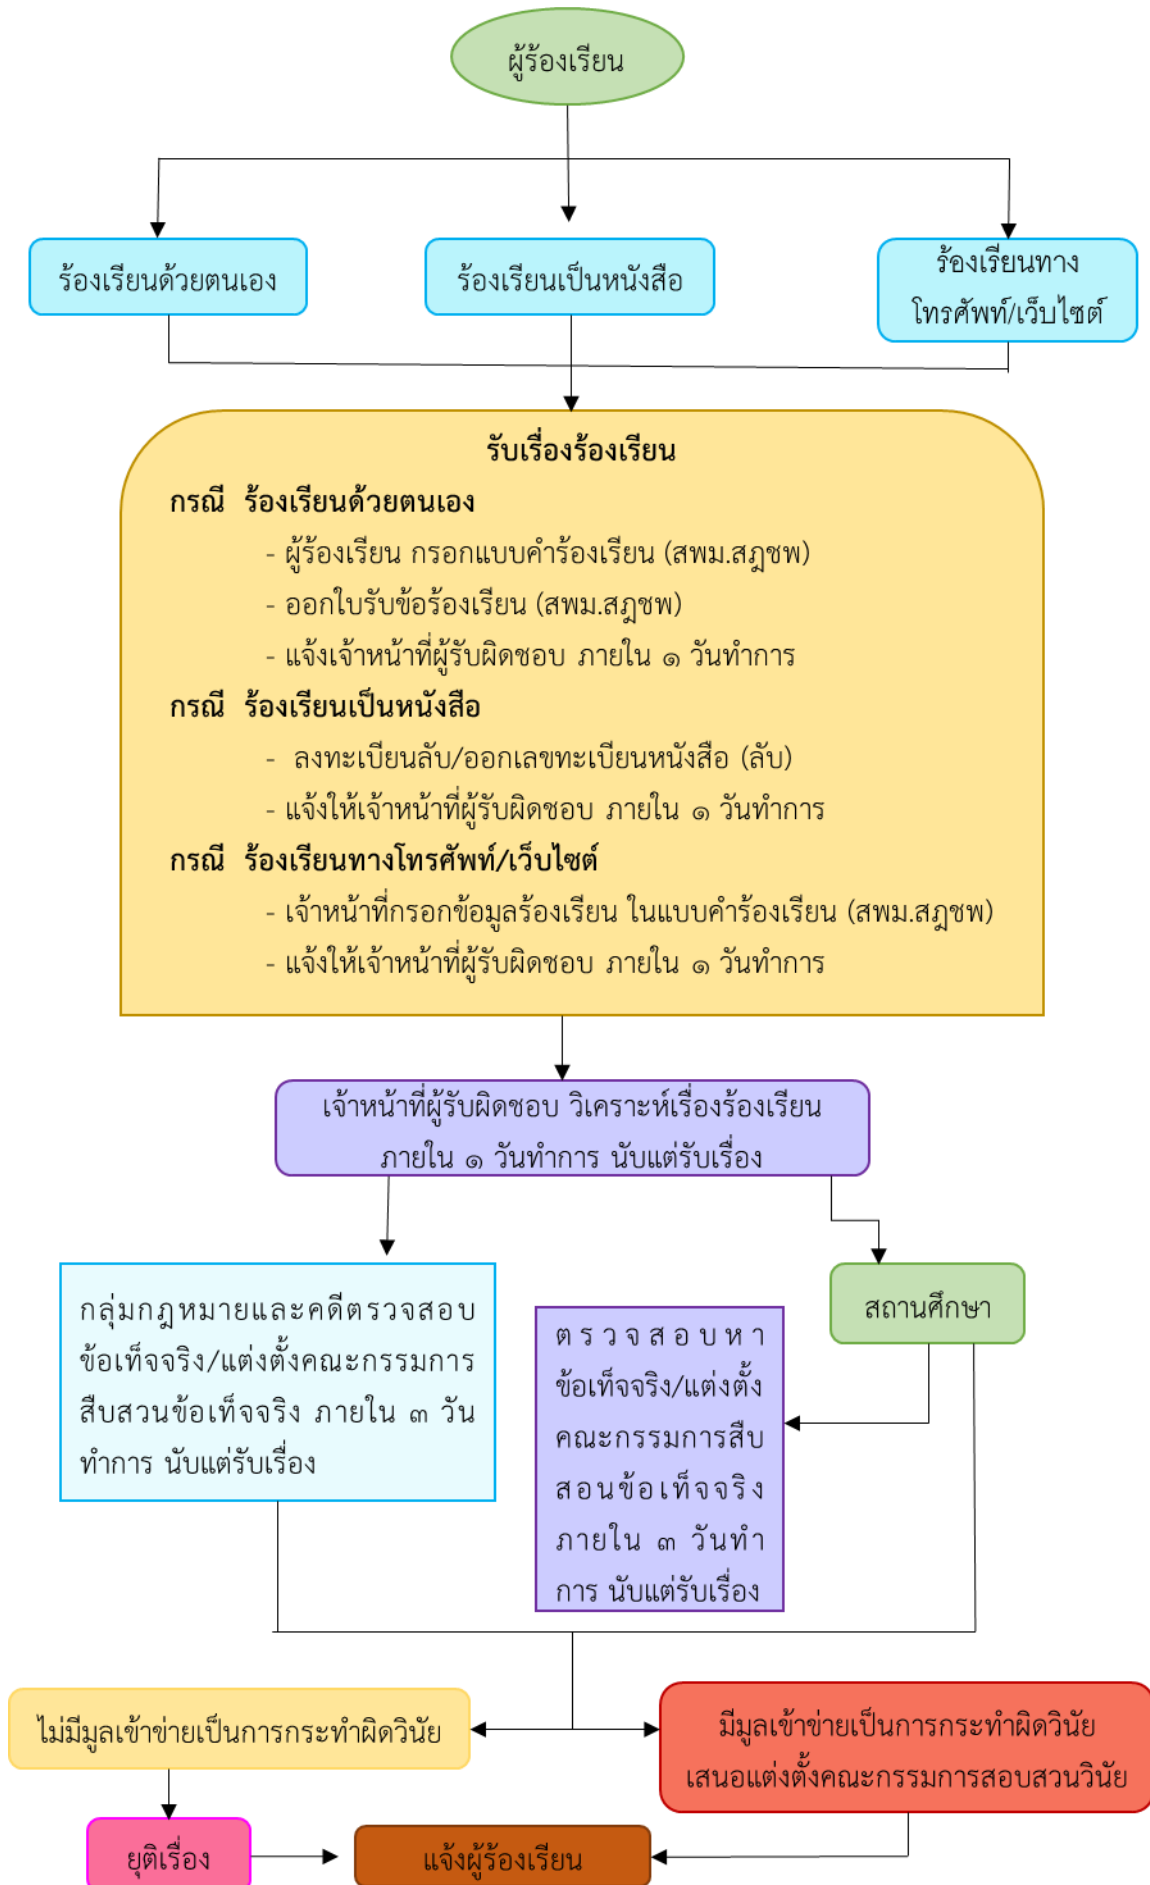 ผู้ร้องเรียน
ร้องเรียนด้วยตนเอง
ร้องเรียนเป็นหนังสือ
ร้องเรียนทาง
โทรศัพท์/เว็บไซต์
รับเรื่องร้องเรียน
กรณี ร้องเรียนด้วยตนเอง
- ผู้ร้องเรียน กรอกแบบคำร้องเรียน (สพม.สฎชพ)
- ออกใบรับข้อร้องเรียน (สพม.สฎชพ)
- แจ้งเจ้าหน้าที่ผู้รับผิดชอบ ภายใน ๑ วันทำการ
กรณี ร้องเรียนเป็นหนังสือ
- ลงทะเบียนลับ/ออกเลขทะเบียนหนังสือ (ลับ)
- แจ้งให้เจ้าหน้าที่ผู้รับผิดชอบ ภายใน ๑ วันทำการ
กรณี ร้องเรียนทางโทรศัพท์/เว็บไซต์
- เจ้าหน้าที่กรอกข้อมูลร้องเรียน ในแบบคำร้องเรียน (สพม.สฎชพ)
- แจ้งให้เจ้าหน้าที่ผู้รับผิดชอบ ภายใน ๑ วันทำการ
เจ้าหน้าที่ผู้รับผิดชอบ วิเคราะห์เรื่องร้องเรียน
ภายใน ๑ วันทำการ นับแต่รับเรื่อง
กลุ่มกฎหมายและคดีตรวจสอบ
ข้อเท็จจริง/แต่งตั้งคณะกรรมการ
สืบสวนข้อเท็จจริง ภายใน ๓ วัน
ทำการ นับแต่รับเรื่อง
สถานศึกษา
ตรวจสอบหา
ข้อเท็จจริง/แต่งตั้ง
คณะกรรมการสืบ
สอนข้อเท็จจริง
ภายใน ๓ วันทำ
การ นับแต่รับเรื่อง
ไม่มีมูลเข้าข่ายเป็นการกระทำผิดวินัย
มีมูลเข้าข่ายเป็นการกระทำผิดวินัย
เสนอแต่งตั้งคณะกรรมการสอบสวนวินัย
ยุติเรื่อง
แจ้งผู้ร้องเรียน